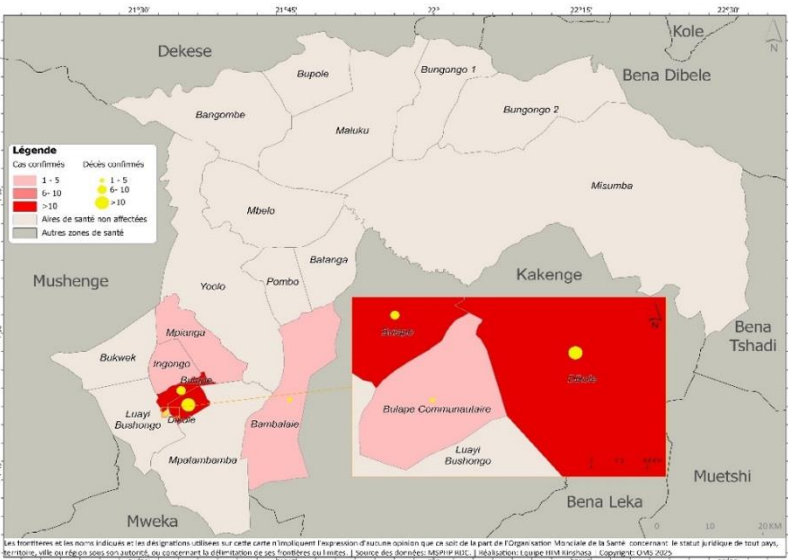 21°30
21°45
22°
22°15
22°30
Dekese
Kole
N
Bupole
Bungongo 1
Bena Dibele
Bangombe
Bungongo 2
Maluku
Légende
Cas confirmés
Décès confirmés
1 - 5
1 - 5
6- 10
6- 10
>10
>10
Aires de santé non affectées
Autres zones de santé
Misumba
Mbelo
Batanga
Mushenge
Yoolo
Pombo
Kakenge
Mpianga
Bulape
Bena
Tshadi
Bukwek
Ingongo
Bulape
Dikole
Luayi
Bushongo
Dikole
Bambalaie
Bulape Communautaire
Mpatambamba
Luayi
Bushongo
Muetshi
Mweka
Bena Leka
0
10
20 KM
Les frontières et les noms indiqués et les désignations utilisées sur cette carte n'impliquent l'expression d'aucune opinion que ce soit de la part de l'Organisation Mondiale de la Santé concernant le statut juridique de tout pays,
territoire, ville ou région sous son autorité, ou concernant la délimitation de ses frontières ou limites. | Source des données: MSPHP RDC. | Réalisation: Equipe HIM Kinshasa Copyright: OMS 2025